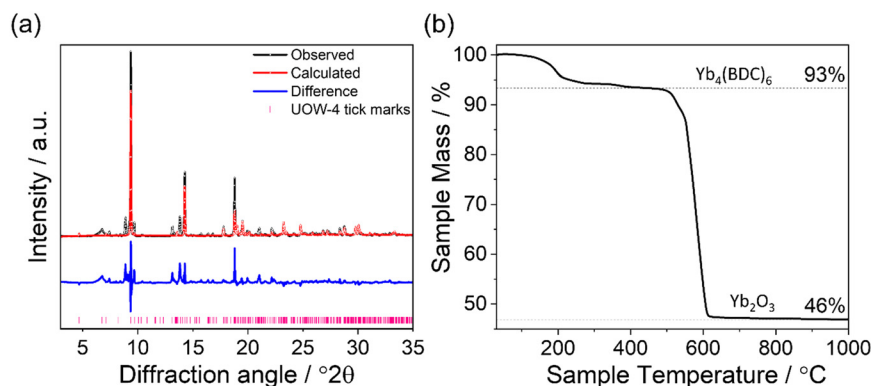 (a)
Observed
Calculated
Difference
UOW-4 tick marks
Intensity / a.u.
5 10 15 20 25 30 35
Diffraction angle / °2θ
(b)
100
90
80
70
60
50
Sample Mass / %
Yb₄(BDC)₆ 93%
Yb₂O₃ 46%
200 400 600 800 1000
Sample Temperature / °C